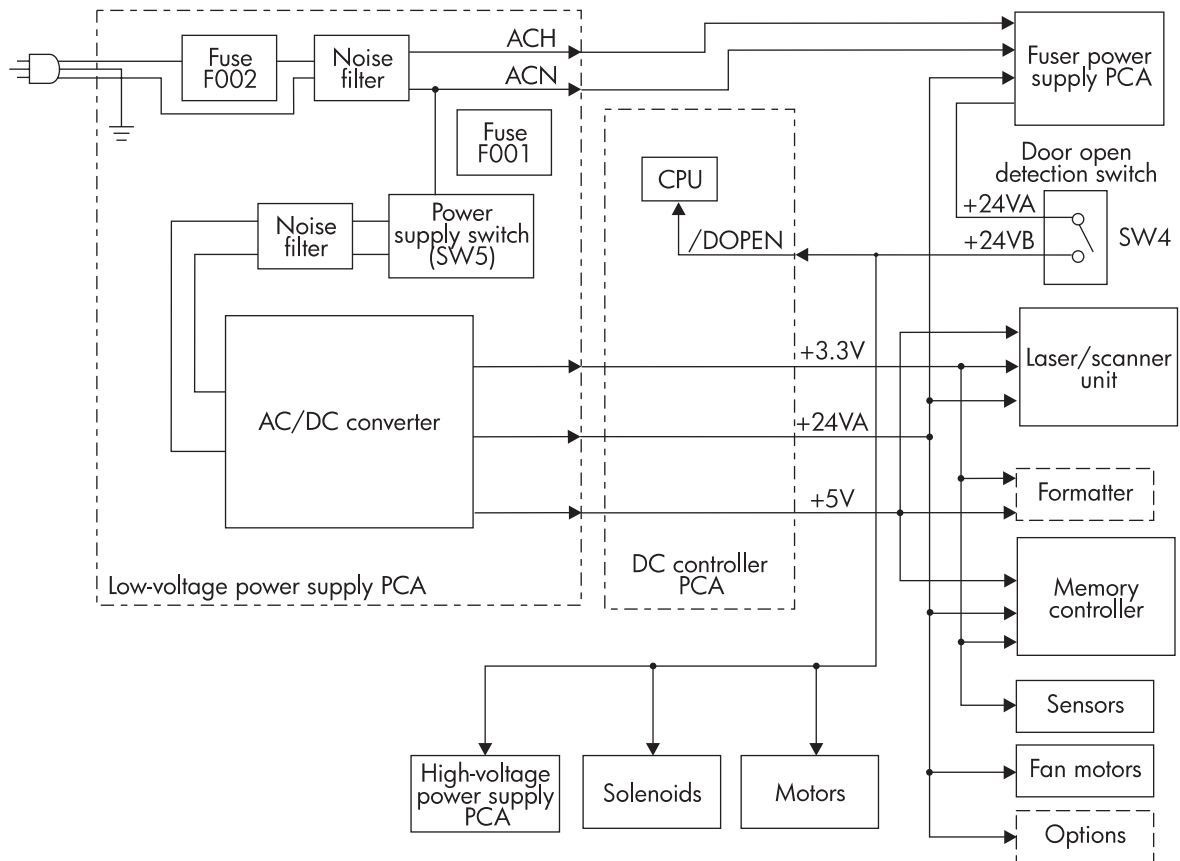 ACH
Fuse
F002
Noise
filter
ACN
Fuser power
supply PCA
Fuse
F001
Door open
detection switch
CPU
+24VA
Power
supply switch
(SW5)
Noise
filter
/DOPEN
+24VB
SW4
+3.3V
Laser/scanner
unit
AC/DC converter
+24VA
+5V
Formatter
Low-voltage power supply PCA
DC controller
PCA
Memory
controller
Sensors
High-voltage
power supply
PCA
Solenoids
Motors
Fan motors
Options